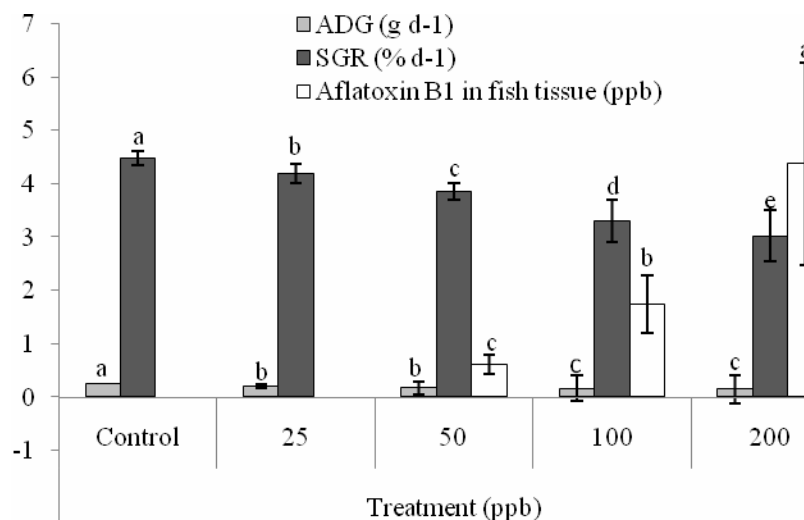 7
ADG (g d-1)
6
SGR (% d-1)
Aflatoxin B1 in fish tissue (ppb)
a
5
a
b
c
4
d
e
3
b
2
c
1
a
b
b
c
c
0
-1
Control 25 50 100 200
Treatment (ppb)